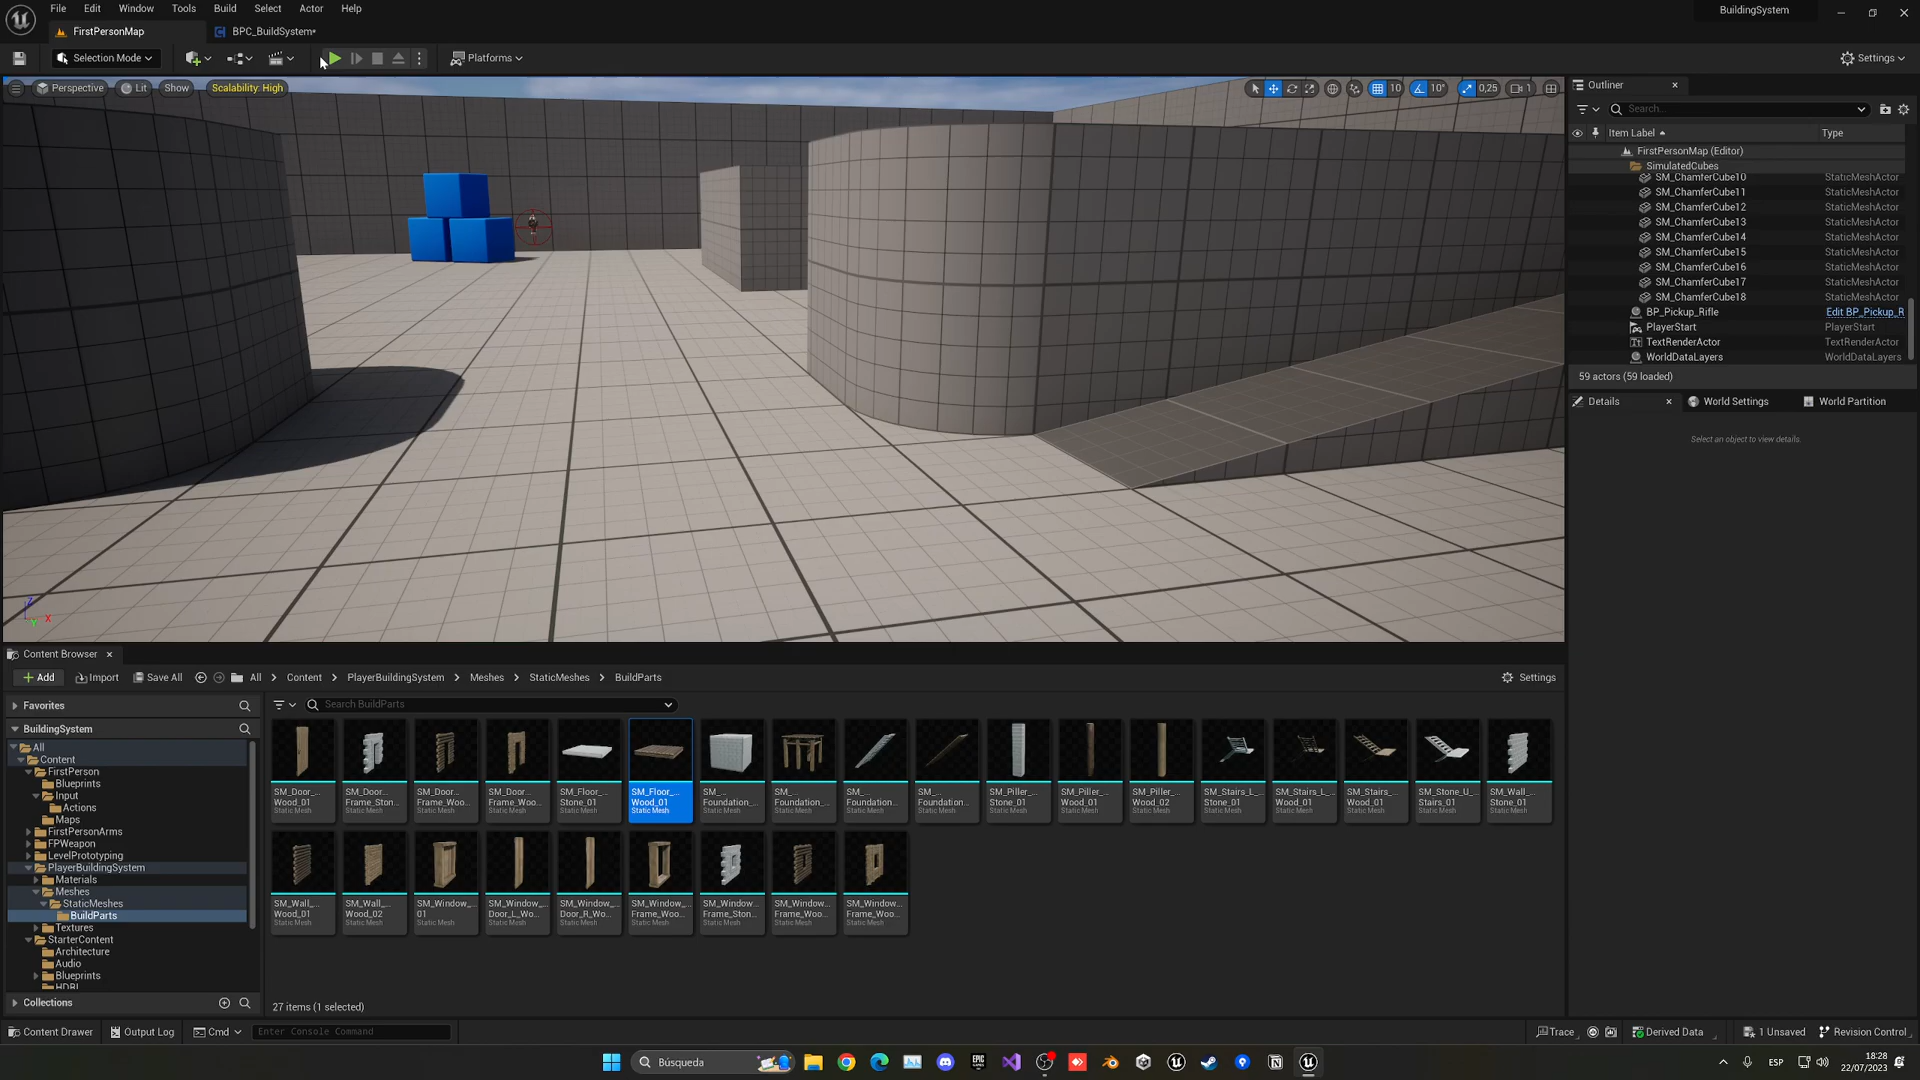 File Edit Window Tools Build Select Actor Help
BuildingSystem
FirstPersonMap
BPC_BuildSystem*
Selection Mode
Platforms
Settings
Perspective
Lit
Show
Scalability: High
10
10°
0,25
1
Outliner
Search...
Item Label
Type
FirstPersonMap (Editor)
SimulatedCubes
SM_ChamferCube10 StaticMeshActor
SM_ChamferCube11 StaticMeshActor
SM_ChamferCube12 StaticMeshActor
SM_ChamferCube13 StaticMeshActor
SM_ChamferCube14 StaticMeshActor
SM_ChamferCube15 StaticMeshActor
SM_ChamferCube16 StaticMeshActor
SM_ChamferCube17 StaticMeshActor
SM_ChamferCube18 StaticMeshActor
BP_Pickup_Rifle Edit BP_Pickup_R
PlayerStart PlayerStart
TextRenderActor TextRenderActor
WorldDataLayers WorldDataLayers
59 actors (59 loaded)
Details
World Settings
World Partition
Select an object to view details.
Z
Y
X
Content Browser
Add
Import
Save All
All
Content
PlayerBuildingSystem
Meshes
StaticMeshes
BuildParts
Settings
Favorites
Search BuildParts
BuildingSystem
All
Content
FirstPerson
Blueprints
Input
Actions
Maps
FirstPersonArms
FPWeapon
LevelPrototyping
PlayerBuildingSystem
Materials
Meshes
StaticMeshes
BuildParts
Textures
StarterContent
Architecture
Audio
Blueprints
HDRI
Collections
SM_Door_...
Wood_01
Static Mesh
SM_Door...
Frame_Ston...
Static Mesh
SM_Door...
Frame_Woo...
Static Mesh
SM_Door...
Frame_Woo...
Static Mesh
SM_Floor_...
Stone_01
Static Mesh
SM_Floor_...
Wood_01
Static Mesh
SM_...
Foundation_...
Static Mesh
SM_...
Foundation_...
Static Mesh
SM_...
Foundation...
Static Mesh
SM_...
Foundation...
Static Mesh
SM_Piller_...
Stone_01
Static Mesh
SM_Piller_...
Wood_01
Static Mesh
SM_Piller_...
Wood_02
Static Mesh
SM_Stairs_L_...
Stone_01
Static Mesh
SM_Stairs_L_...
Wood_01
Static Mesh
SM_Stairs_...
Wood_01
Static Mesh
SM_Stone_U_...
Stairs_01
Static Mesh
SM_Wall_...
Stone_01
Static Mesh
SM_Wall_...
Wood_01
Static Mesh
SM_Wall_...
Wood_02
Static Mesh
SM_Window_...
01
Static Mesh
SM_Window_...
Door_L_Wo...
Static Mesh
SM_Window_...
Door_R_Wo...
Static Mesh
SM_Window_...
Frame_Woo...
Static Mesh
SM_Window...
Frame_Ston...
Static Mesh
SM_Window...
Frame_Woo...
Static Mesh
SM_Window...
Frame_Woo...
Static Mesh
27 items (1 selected)
Content Drawer
Output Log
Cmd
Enter Console Command
Trace
Derived Data
1 Unsaved
Revision Control
Búsqueda
EPIC
GAMES
ESP
18:28
22/07/2023